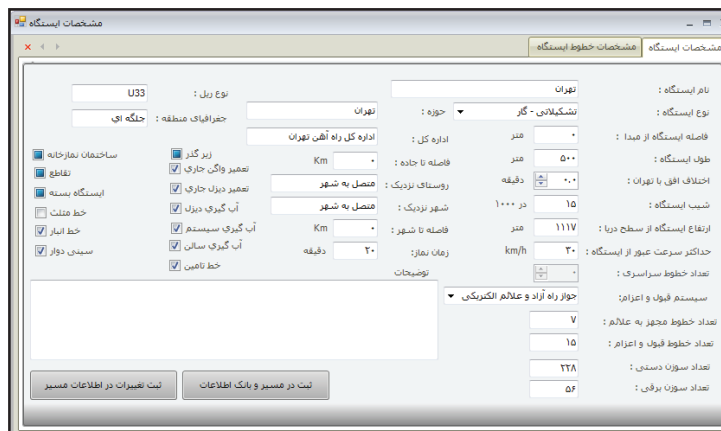 مشخصات ایستگاه
مشخصات ایستگاه
مشخصات خطوط ایستگاه
نام ایستگاه : تهران
نوع ایستگاه : تشکیلاتی - گار
فاصله ایستگاه از مبدا : ۰ متر
طول ایستگاه : ۵۰۰ متر
اختلاف افق با تهران : ۰.۰ دقیقه
شیب ایستگاه : ۱۵ در ۱۰۰۰
ارتفاع ایستگاه از سطح دریا : ۱۱۱۷ متر
حداکثر سرعت عبور از ایستگاه : ۳۰ km/h
تعداد خطوط سراسری : ۰
سیستم قبول و اعزام: جواز راه آزاد و علائم الکتریکی
تعداد خطوط مجهز به علائم : ۷
تعداد خطوط قبول و اعزام : ۱۵
تعداد سوزن دستی : ۲۲۸
تعداد سوزن برقی : ۵۶
حوزه : تهران
اداره کل : اداره کل راه آهن تهران
فاصله تا جاده : ۰ Km
روستای نزدیک : متصل به شهر
شهر نزدیک : متصل به شهر
فاصله تا شهر : ۰ Km
زمان نماز: ۲۰ دقیقه
توضیحات
نوع ریل : U33
جغرافیای منطقه : جلگه اي
زیر گذر
تعمیر واگن جاري
تعمیر دیزل جاري
آب گیري دیزل
آب گیري سیستم
آب گیري سالن
خط تامین
ساختمان نمازخانه
تقاطع
ایستگاه بسته
خط مثلث
خط انبار
سینی دوار
ثبت در مسیر و بانک اطلاعات
ثبت تغییرات در اطلاعات مسیر